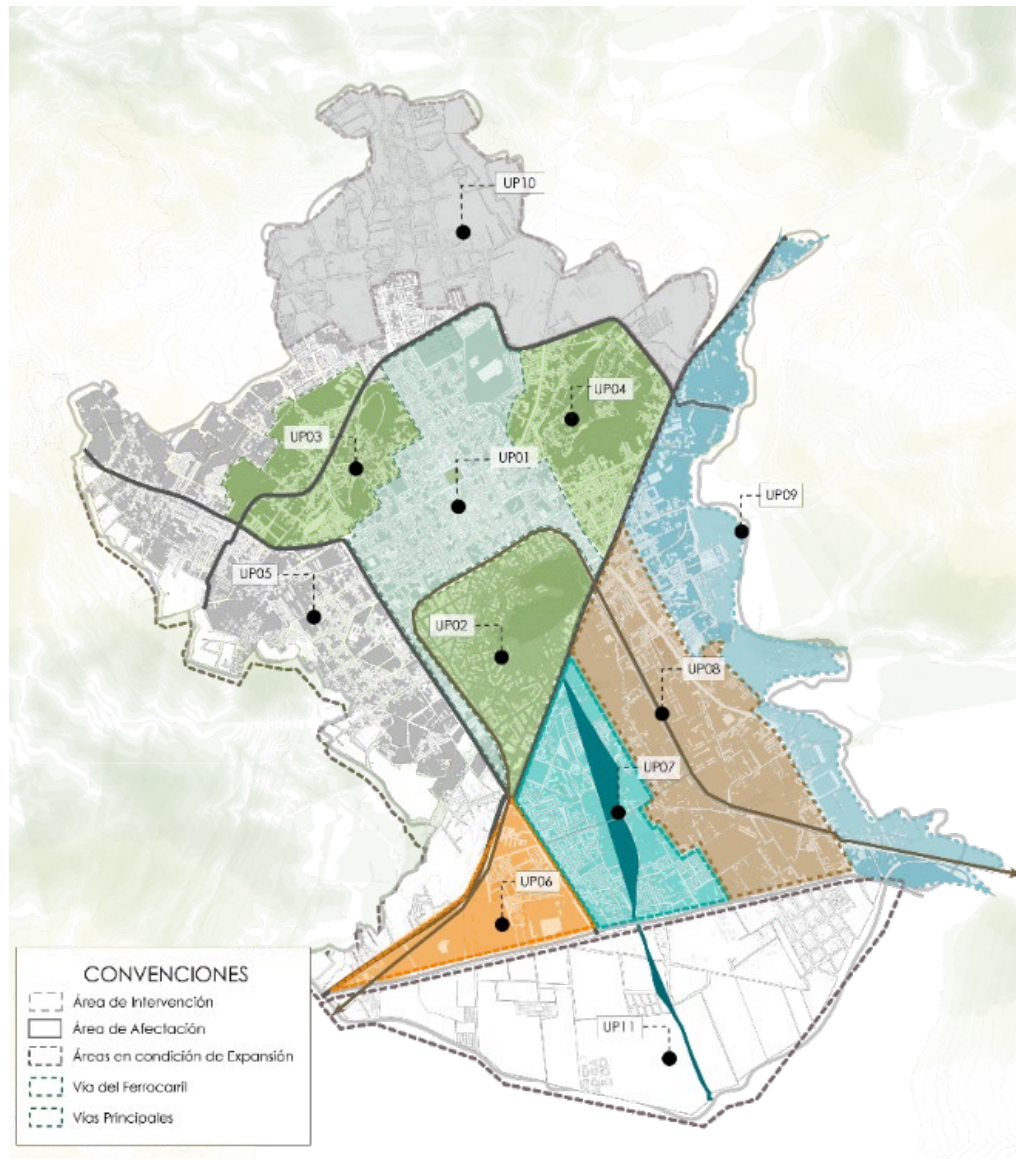 UP10
UP04
UP03
UP01
UP09
UP05
UP02
UP08
UP07
UP06
UP11
CONVENCIONES
Área de Intervención
Área de Afectación
Áreas en condición de Expansión
Vía del Ferrocarril
Vías Principales